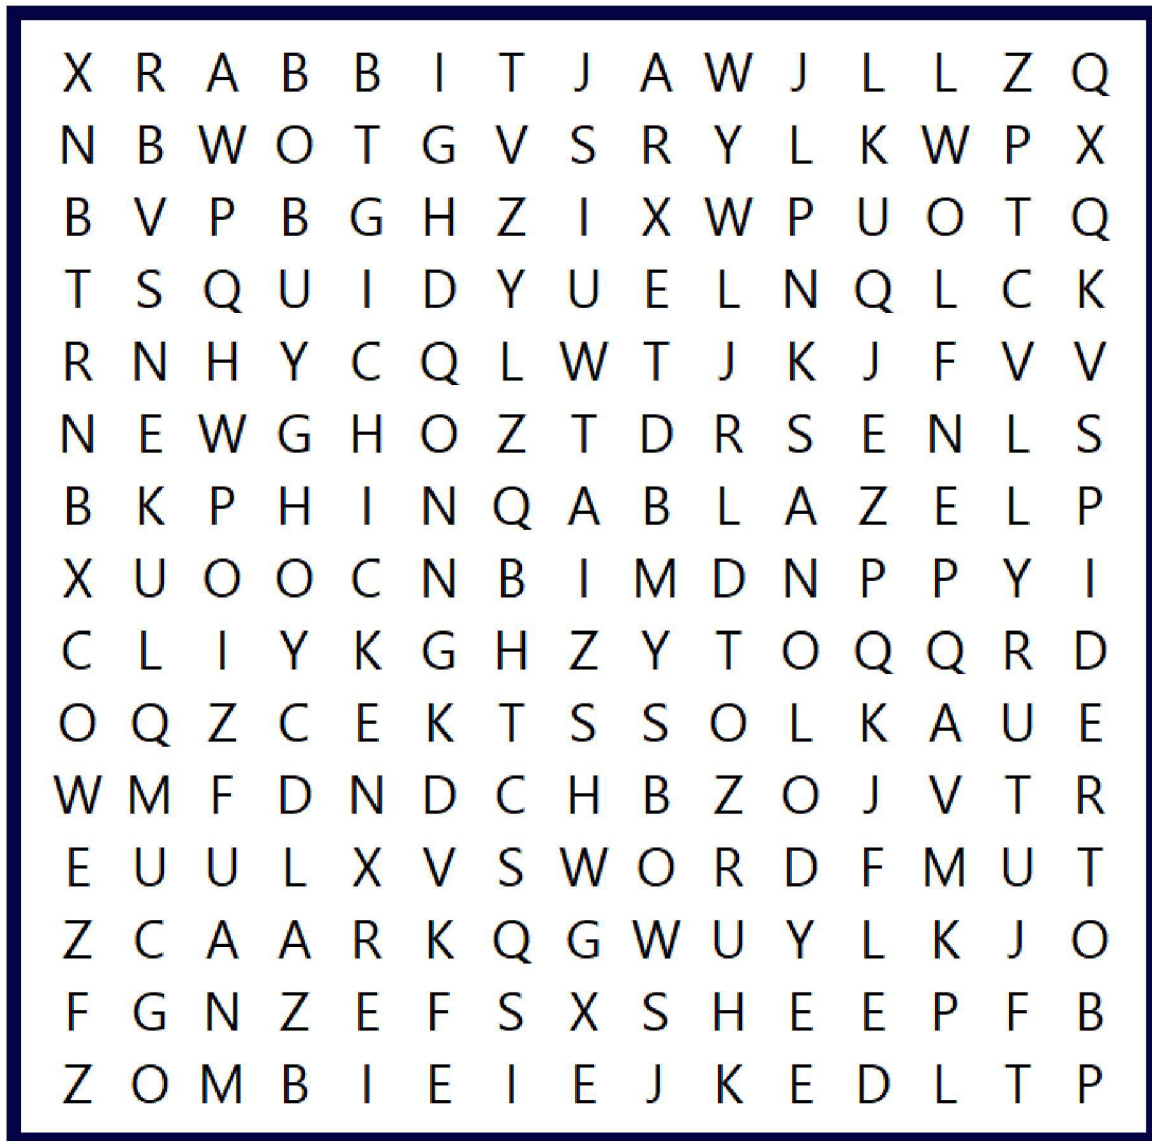 X R A B B I T J A W J L L Z Q
N B W O T G V S R Y L K W P X
B V P B G H Z I X W P U O T Q
T S Q U I D Y U E L N Q L C K
R N H Y C Q L W T J K J F V V
N E W G H O Z T D R S E N L S
B K P H I N Q A B L A Z E L P
X U O O C N B I M D N P P Y I
C L I Y K G H Z Y T O Q Q R D
O Q Z C E K T S S O L K A U E
W M F D N D C H B Z O J V T R
E U U L X V S W O R D F M U T
Z C A A R K Q G W U Y L K J O
F G N Z E F S X S H E E P F B
Z O M B I E I E J K E D L T P